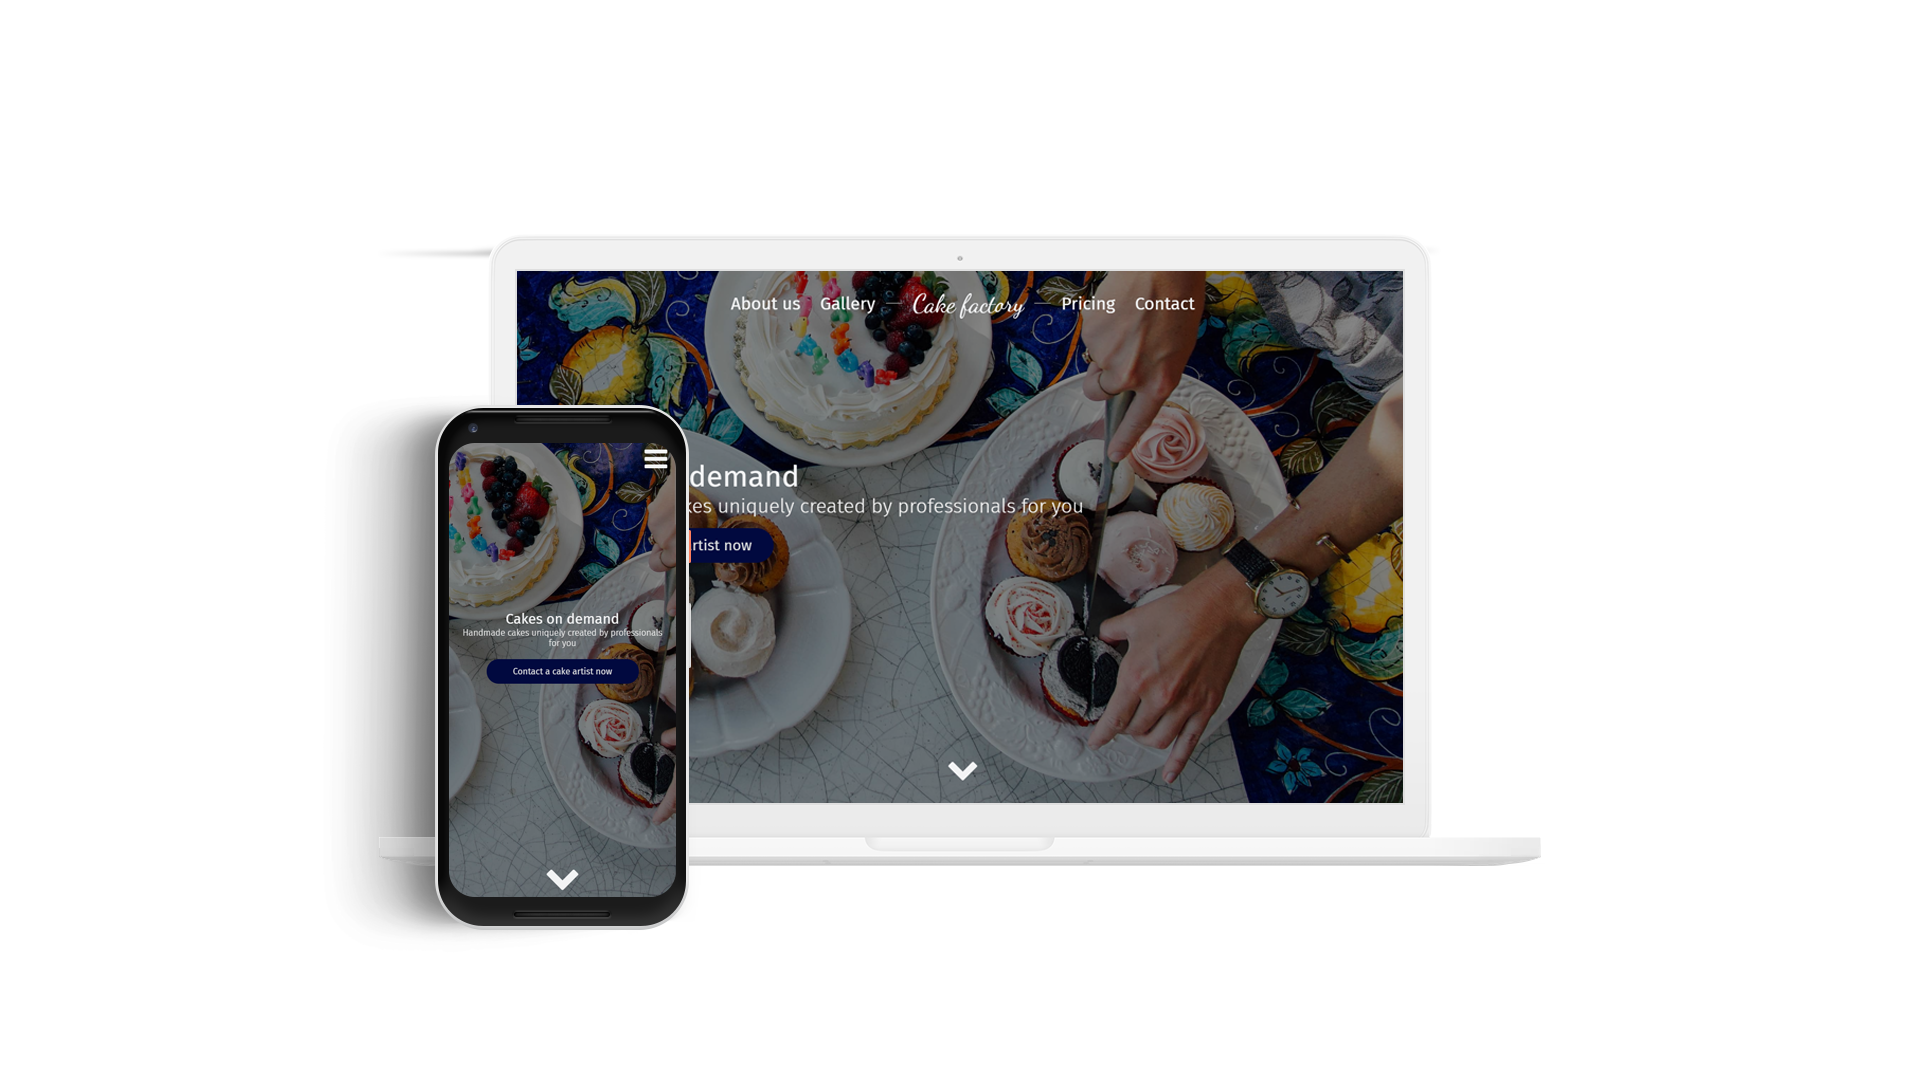 About us Gallery Cake factory Pricing Contact
demand
kes uniquely created by professionals for you
rtist now
Cakes on demand
Handmade cakes uniquely created by professionals
for you
Contact a cake artist now